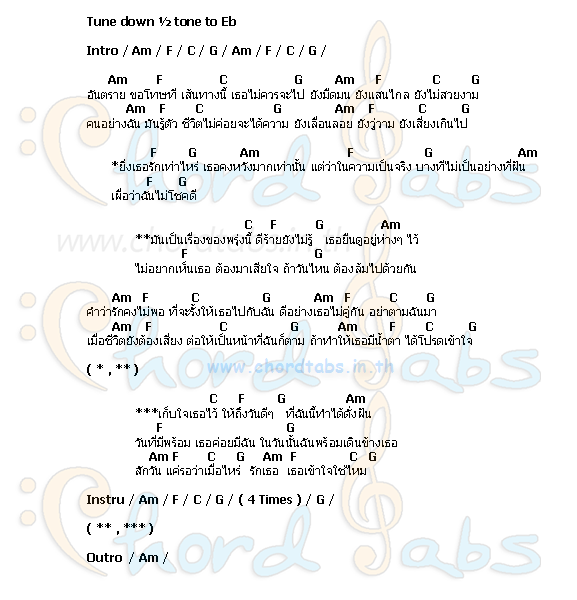 Tune down ½ tone to Eb
Intro / Am / F / C / G / Am / F / C / G /
Am F C G Am F C G
อันตราย ขอโทษที เส้นทางนี้ เธอไม่ควรจะไป ยังมืดมน ยังแสนไกล ยังไม่สวยงาม
Am F C G Am F C G
คนอย่างฉัน มันรู้ตัว ชีวิตไม่ค่อยจะได้ความ ยังเลื่อนลอย ยังวู่วาม ยังเสี่ยงเกินไป
F G Am F G Am
*ยิ่งเธอรักเท่าไหร่ เธอคงหวังมากเท่านั้น แต่ว่าในความเป็นจริง บางทีไม่เป็นอย่างที่ฝัน
F G
เผื่อว่าฉันไม่โชคดี
C F G Am
**มันเป็นเรื่องของพรุ่งนี้ ดีร้ายยังไม่รู้ เธอยืนดูอยู่ห่างๆ ไว้
F G
ไม่อยากเห็นเธอ ต้องมาเสียใจ ถ้าวันไหน ต้องล้มไปด้วยกัน
Am F C G Am F C G
คำว่ารักคงไม่พอ ที่จะรั้งให้เธอไปกับฉัน ดีอย่างเธอไม่คู่กัน อย่าตามฉันมา
Am F C G Am F C G
เมื่อชีวิตยังต้องเสี่ยง ต่อให้เป็นหน้าที่ฉันก็ตาม ถ้าทำให้เธอมีน้ำตา ได้โปรดเข้าใจ
( * , ** )
www.chordtabs.in.th
C F G Am
***เก็บใจเธอไว้ ให้ถึงวันดีๆ ที่ฉันนี้ทำได้ดั่งฝัน
F G
วันที่มีพร้อม เธอค่อยมีฉัน ในวันนั้นฉันพร้อมเดินข้างเธอ
Am F C G Am F C G
สักวัน แค่รอว่าเมื่อไหร่ รักเธอ เธอเข้าใจใช่ไหม
Instru / Am / F / C / G / ( 4 Times ) / G /
( ** , *** )
Outro / Am /